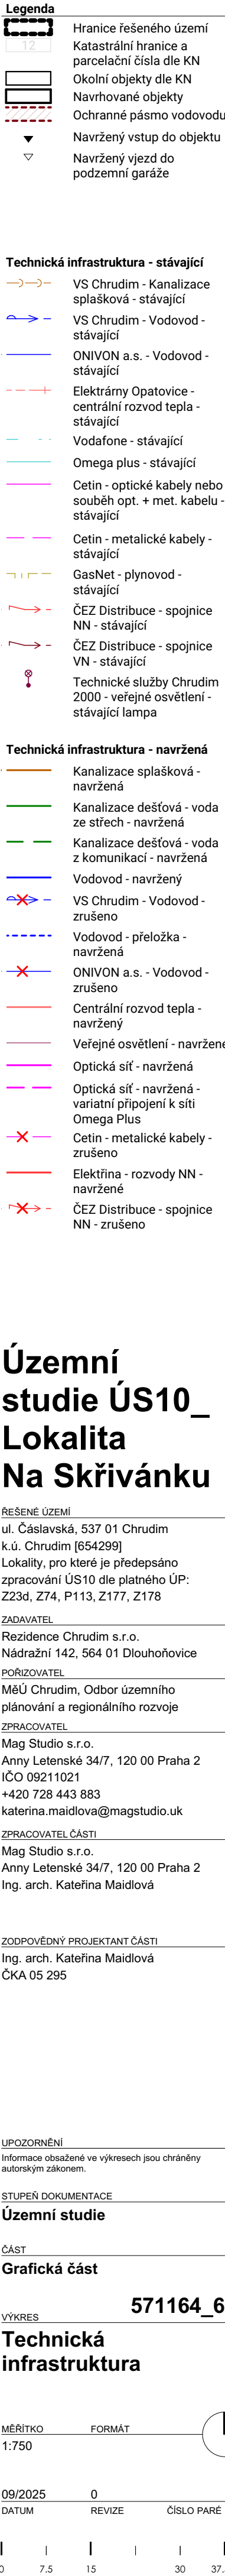 Legenda
Hranice řešeného území
12
Katastrální hranice a
parcelační čísla dle KN
Okolní objekty dle KN
Navrhované objekty
Ochranné pásmo vodovodu
Navržený vstup do objektu
Navržený vjezd do
podzemní garáže
Technická infrastruktura - stávající
VS Chrudim - Kanalizace
splašková - stávající
VS Chrudim - Vodovod -
stávající
ONIVON a.s. - Vodovod -
stávající
Elektrárny Opatovice -
centrální rozvod tepla -
stávající
Vodafone - stávající
Omega plus - stávající
Cetin - optické kabely nebo
souběh opt. + met. kabelu -
stávající
Cetin - metalické kabely -
stávající
GasNet - plynovod -
stávající
ČEZ Distribuce - spojnice
NN - stávající
ČEZ Distribuce - spojnice
VN - stávající
Technické služby Chrudim
2000 - veřejné osvětlení -
stávající lampa
Technická infrastruktura - navržená
Kanalizace splašková -
navržená
Kanalizace dešťová - voda
ze střech - navržená
Kanalizace dešťová - voda
z komunikací - navržená
Vodovod - navržený
VS Chrudim - Vodovod -
zrušeno
Vodovod - přeložka -
navržená
ONIVON a.s. - Vodovod -
zrušeno
Centrální rozvod tepla -
navržený
Veřejné osvětlení - navržené
Optická síť - navržená
Optická síť - navržená -
variatní připojení k síti
Omega Plus
Cetin - metalické kabely -
zrušeno
Elektřina - rozvody NN -
navržené
ČEZ Distribuce - spojnice
NN - zrušeno
Územní
studie ÚS10_
Lokalita
Na Skřivánku
ŘEŠENÉ ÚZEMÍ
ul. Čáslavská, 537 01 Chrudim
k.ú. Chrudim [654299]
Lokality, pro které je předepsáno
zpracování ÚS10 dle platného ÚP:
Z23d, Z74, P113, Z177, Z178
ZADAVATEL
Rezidence Chrudim s.r.o.
Nádražní 142, 564 01 Dlouhoňovice
POŘIZOVATEL
MěÚ Chrudim, Odbor územního
plánování a regionálního rozvoje
ZPRACOVATEL
Mag Studio s.r.o.
Anny Letenské 34/7, 120 00 Praha 2
IČO 09211021
+420 728 443 883
katerina.maidlova@magstudio.uk
ZPRACOVATEL ČÁSTI
Mag Studio s.r.o.
Anny Letenské 34/7, 120 00 Praha 2
Ing. arch. Kateřina Maidlová
ZODPOVĚDNÝ PROJEKTANT ČÁSTI
Ing. arch. Kateřina Maidlová
ČKA 05 295
UPOZORNĚNÍ
Informace obsažené ve výkresech jsou chráněny
autorským zákonem.
STUPEŇ DOKUMENTACE
Územní studie
ČÁST
Grafická část
571164_6
VÝKRES
Technická
infrastruktura
MĚŘÍTKO FORMÁT
1:750
09/2025 0
DATUM REVIZE ČÍSLO PARÉ
0 7.5 15 30 37.